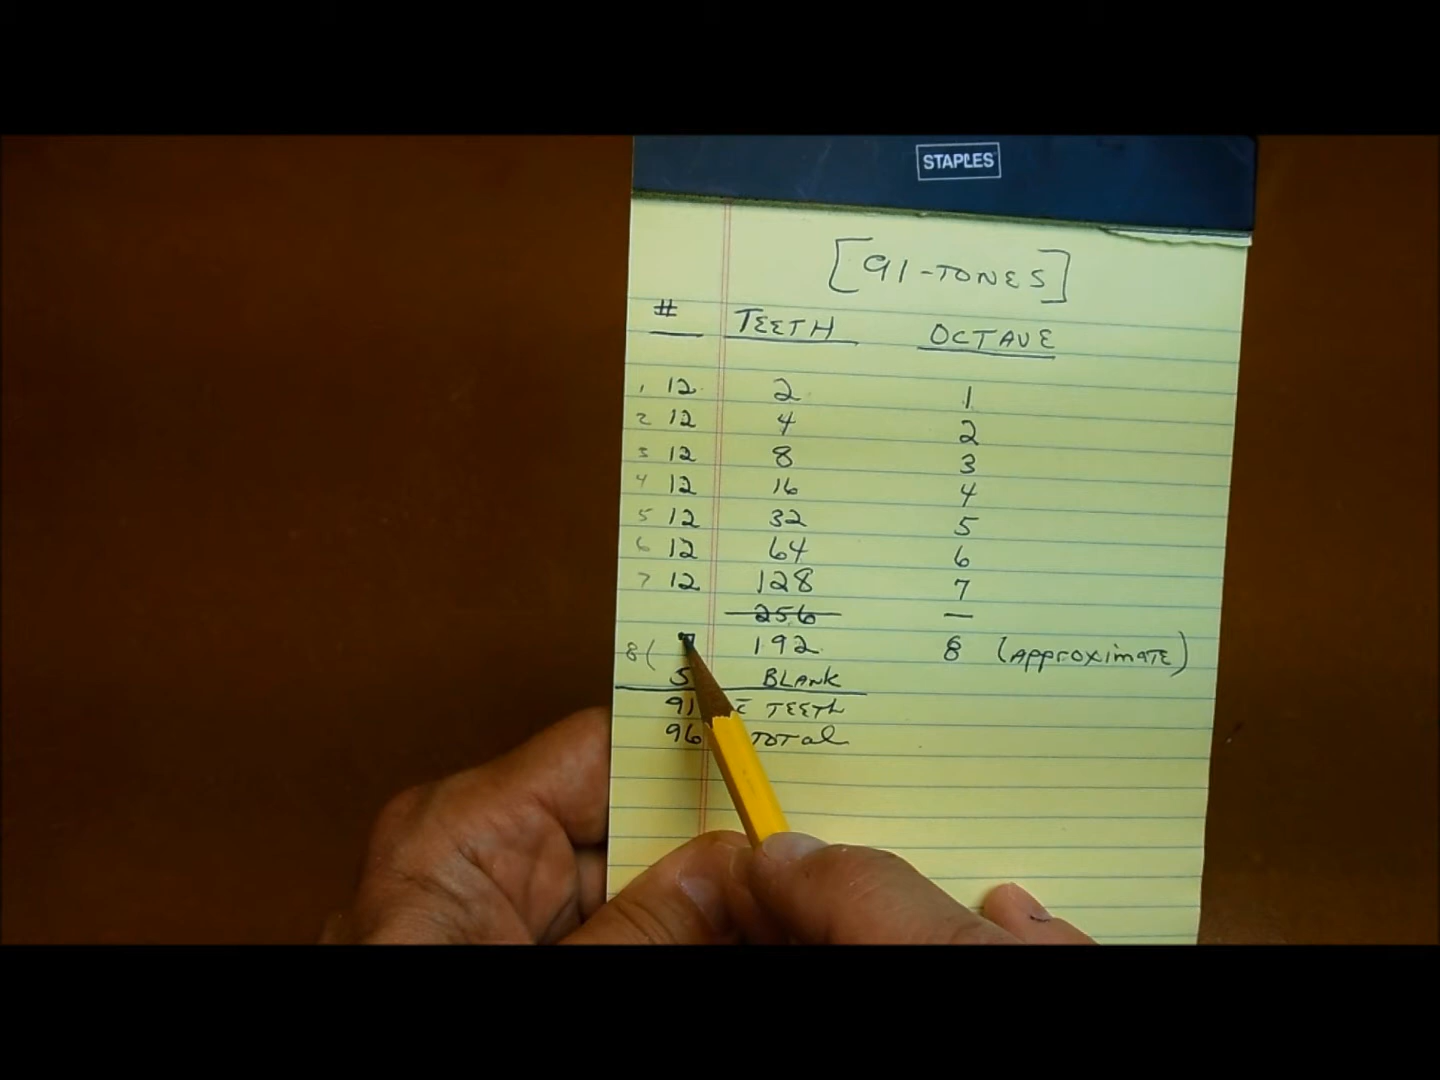 STAPLES
[91-TONES]
# TEETH OCTAVE
1 12 2 1
2 12 4 2
3 12 8 3
4 12 16 4
5 12 32 5
6 12 64 6
7 12 128 7
256 —
8( 7 192 8 (APPROXIMATE)
5 BLANK
91 c̄ TEETH
96 TOTAL